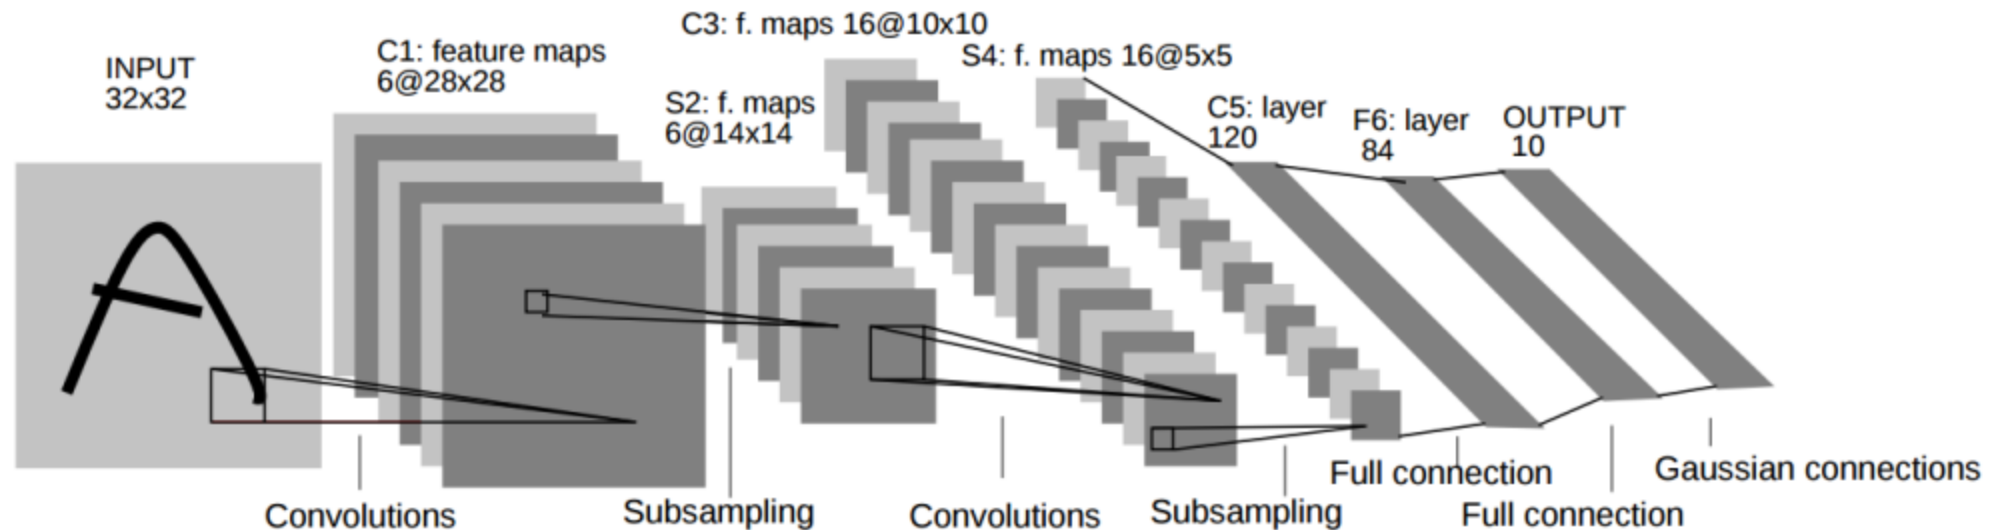 INPUT
32x32
C1: feature maps
6@28x28
S2: f. maps
6@14x14
C3: f. maps 16@10x10
S4: f. maps 16@5x5
C5: layer
120
F6: layer
84
OUTPUT
10
Convolutions
Subsampling
Convolutions
Subsampling
Full connection
Full connection
Gaussian connections
A